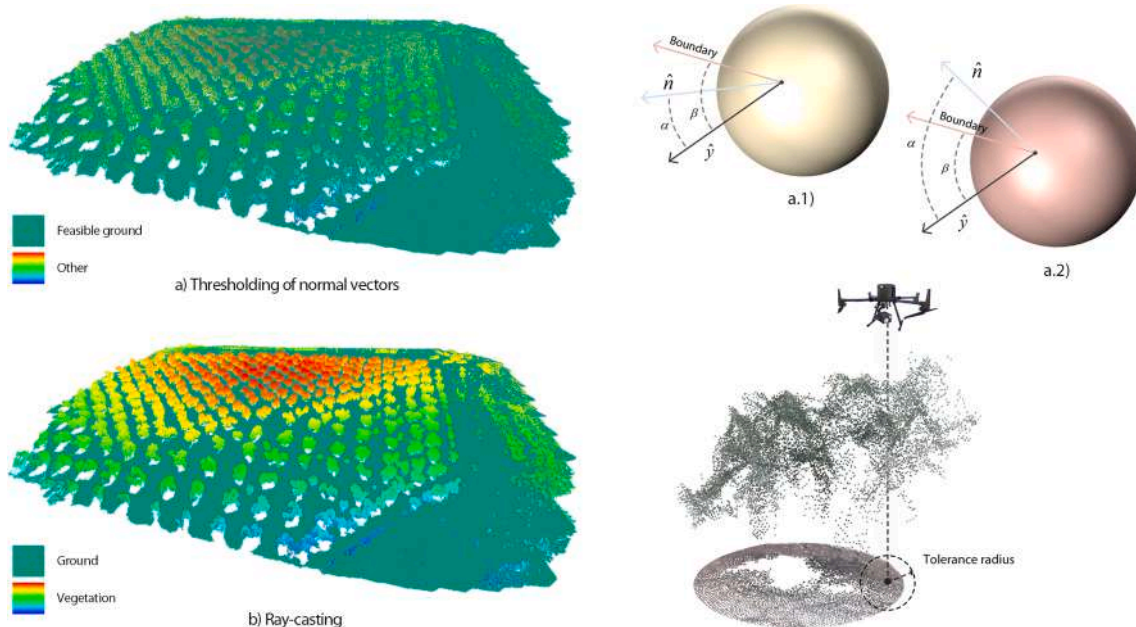 Feasible ground
Other
a) Thresholding of normal vectors
Boundary
n̂
α
β
ŷ
a.1)
n̂
Boundary
α
β
ŷ
a.2)
Ground
Vegetation
b) Ray-casting
Tolerance radius